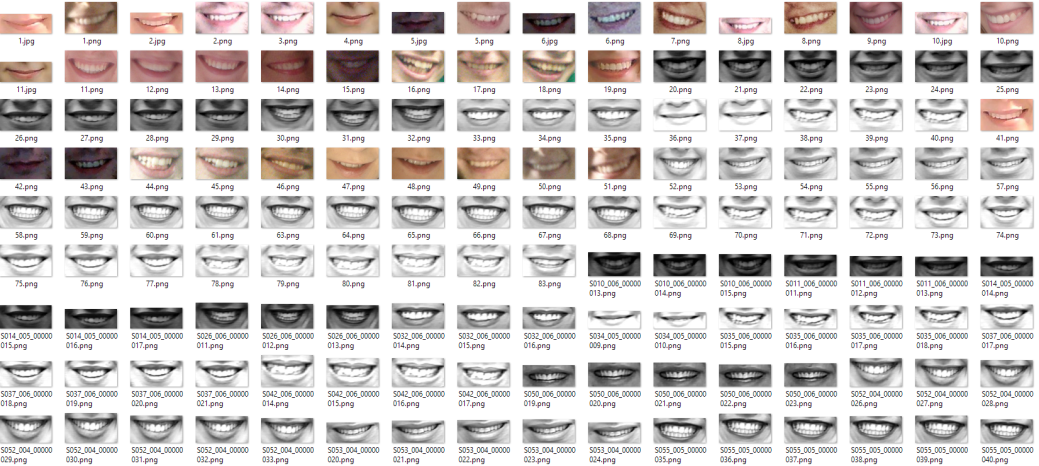 1.jpg 1.png 2.jpg 2.png 3.png 4.png 5.jpg 5.png 6.jpg 6.png 7.png 8.jpg 8.png 9.png 10.jpg 10.png
11.jpg 11.png 12.png 13.png 14.png 15.png 16.png 17.png 18.png 19.png 20.png 21.png 22.png 23.png 24.png 25.png
26.png 27.png 28.png 29.png 30.png 31.png 32.png 33.png 34.png 35.png 36.png 37.png 38.png 39.png 40.png 41.png
42.png 43.png 44.png 45.png 46.png 47.png 48.png 49.png 50.png 51.png 52.png 53.png 54.png 55.png 56.png 57.png
58.png 59.png 60.png 61.png 63.png 64.png 65.png 66.png 67.png 68.png 69.png 70.png 71.png 72.png 73.png 74.png
75.png 76.png 77.png 78.png 79.png 80.png 81.png 82.png 83.png S010_006_00000 S010_006_00000 S010_006_00000 S011_006_00000 S011_006_00000 S011_006_00000 S014_005_00000
013.png 014.png 015.png 011.png 012.png 013.png 014.png
S014_005_00000 S014_005_00000 S014_005_00000 S026_006_00000 S026_006_00000 S026_006_00000 S032_006_00000 S032_006_00000 S032_006_00000 S034_005_00000 S034_005_00000 S035_006_00000 S035_006_00000 S035_006_00000 S035_006_00000 S037_006_00000
015.png 016.png 017.png 011.png 012.png 013.png 014.png 015.png 016.png 009.png 010.png 015.png 016.png 017.png 018.png 017.png
S037_006_00000 S037_006_00000 S037_006_00000 S037_006_00000 S042_006_00000 S042_006_00000 S042_006_00000 S042_006_00000 S050_006_00000 S050_006_00000 S050_006_00000 S050_006_00000 S050_006_00000 S052_004_00000 S052_004_00000 S052_004_00000
018.png 019.png 020.png 021.png 014.png 015.png 016.png 017.png 019.png 020.png 021.png 022.png 023.png 026.png 027.png 028.png
S052_004_00000 S052_004_00000 S052_004_00000 S052_004_00000 S052_004_00000 S053_004_00000 S053_004_00000 S053_004_00000 S053_004_00000 S053_004_00000 S055_005_00000 S055_005_00000 S055_005_00000 S055_005_00000 S055_005_00000 S055_005_00000
029.png 030.png 031.png 032.png 033.png 020.png 021.png 022.png 023.png 024.png 035.png 036.png 037.png 038.png 039.png 040.png